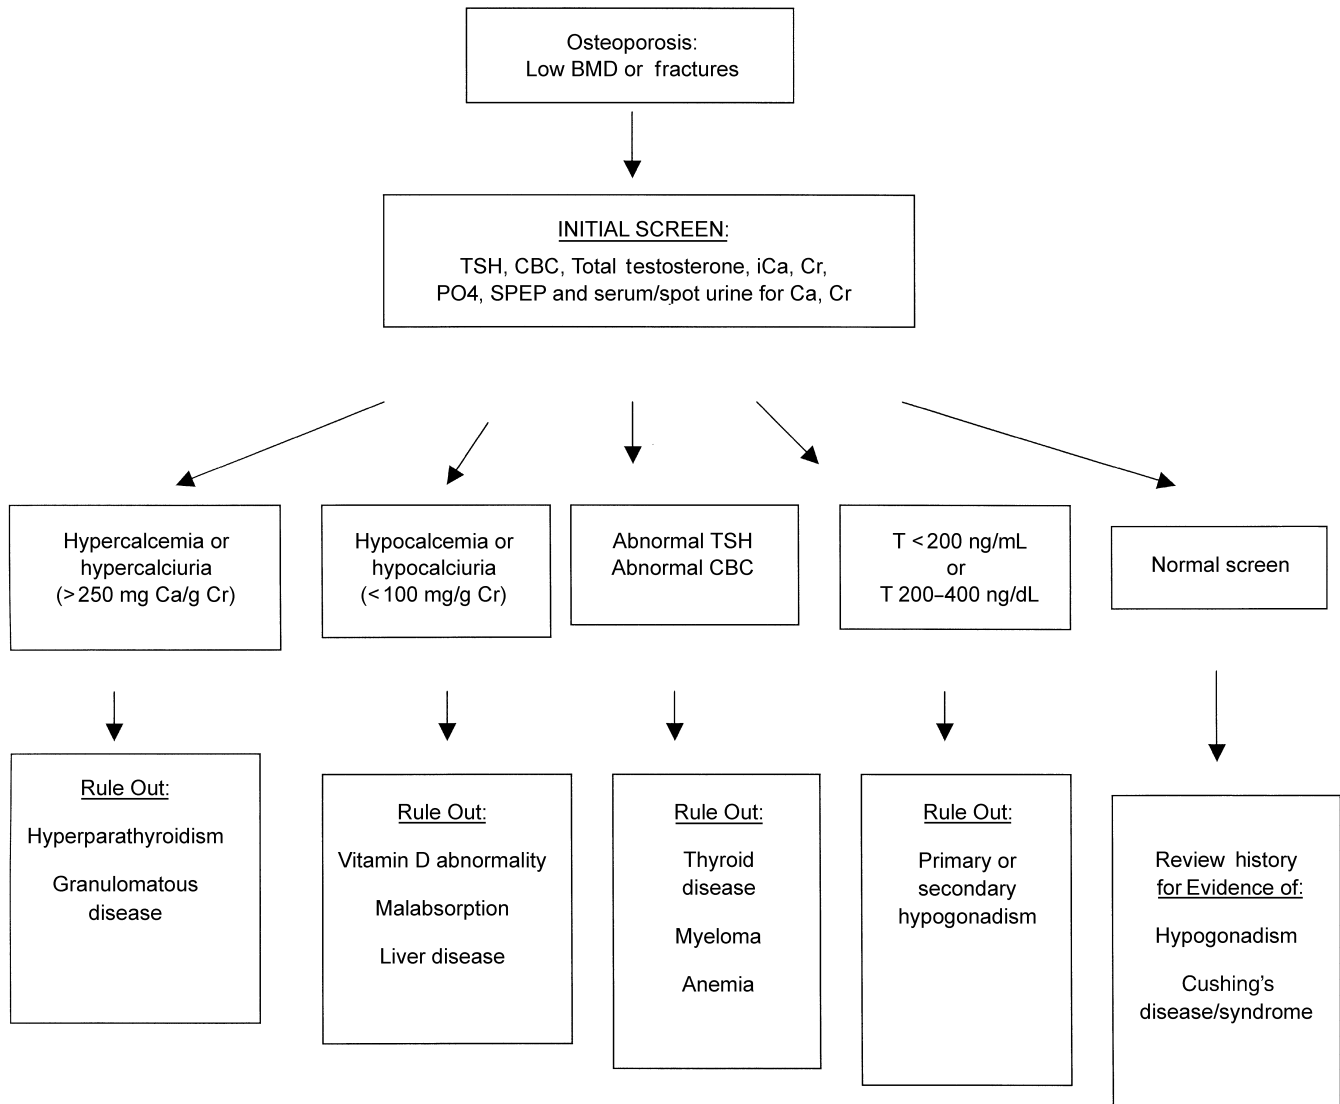 Osteoporosis:
Low BMD or fractures
INITIAL SCREEN:
TSH, CBC, Total testosterone, iCa, Cr,
PO4, SPEP and serum/spot urine for Ca, Cr
Hypercalcemia or
hypercalciuria
(>250 mg Ca/g Cr)
Hypocalcemia or
hypocalciuria
(<100 mg/g Cr)
Abnormal TSH
Abnormal CBC
T <200 ng/mL
or
T 200–400 ng/dL
Normal screen
Rule Out:
Hyperparathyroidism
Granulomatous
disease
Rule Out:
Vitamin D abnormality
Malabsorption
Liver disease
Rule Out:
Thyroid
disease
Myeloma
Anemia
Rule Out:
Primary or
secondary
hypogonadism
Review history
for Evidence of:
Hypogonadism
Cushing's
disease/syndrome